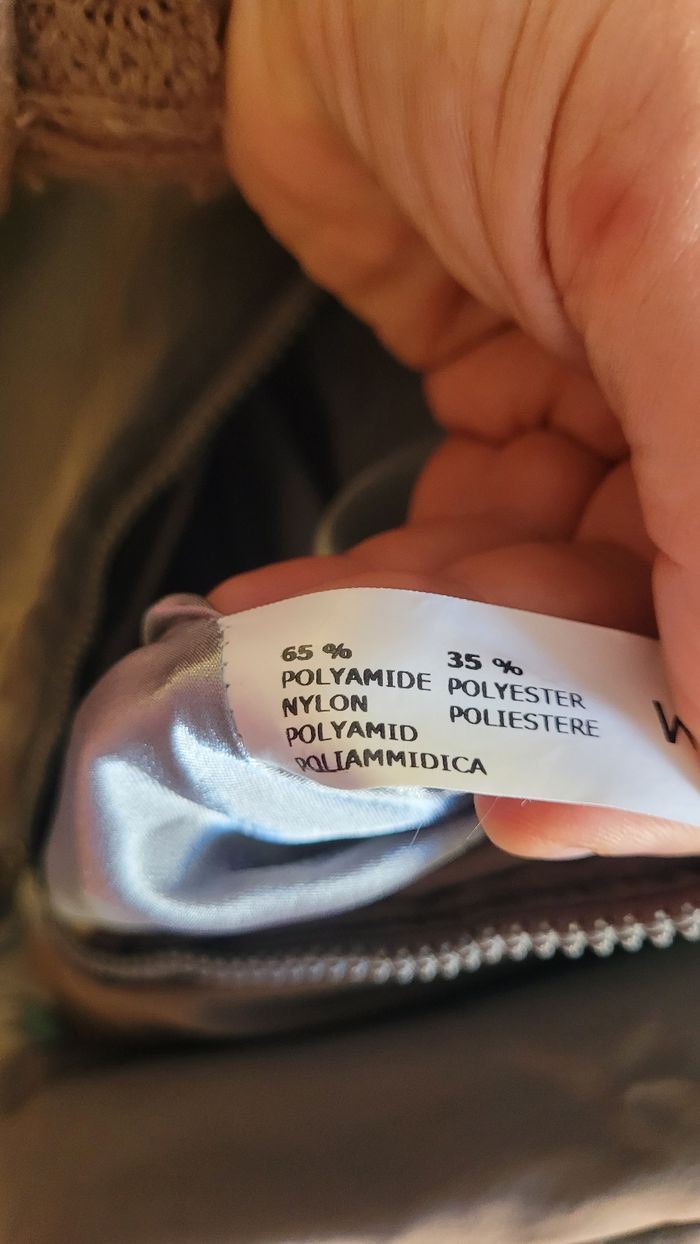 65 %
POLYAMIDE
NYLON
POLYAMID
POLIAMMIDICA
35 %
POLYESTER
POLIESTERE